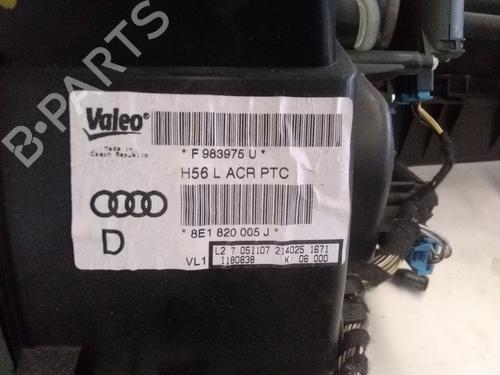 Valeo
Made in
Czech Republic
* F 983975 U *
H56 L ACR PTC
* 8E1 820 005 J *
D
VL1
L2 7 051107 214025 1671
1180838 K: 06 000
B-PARTS